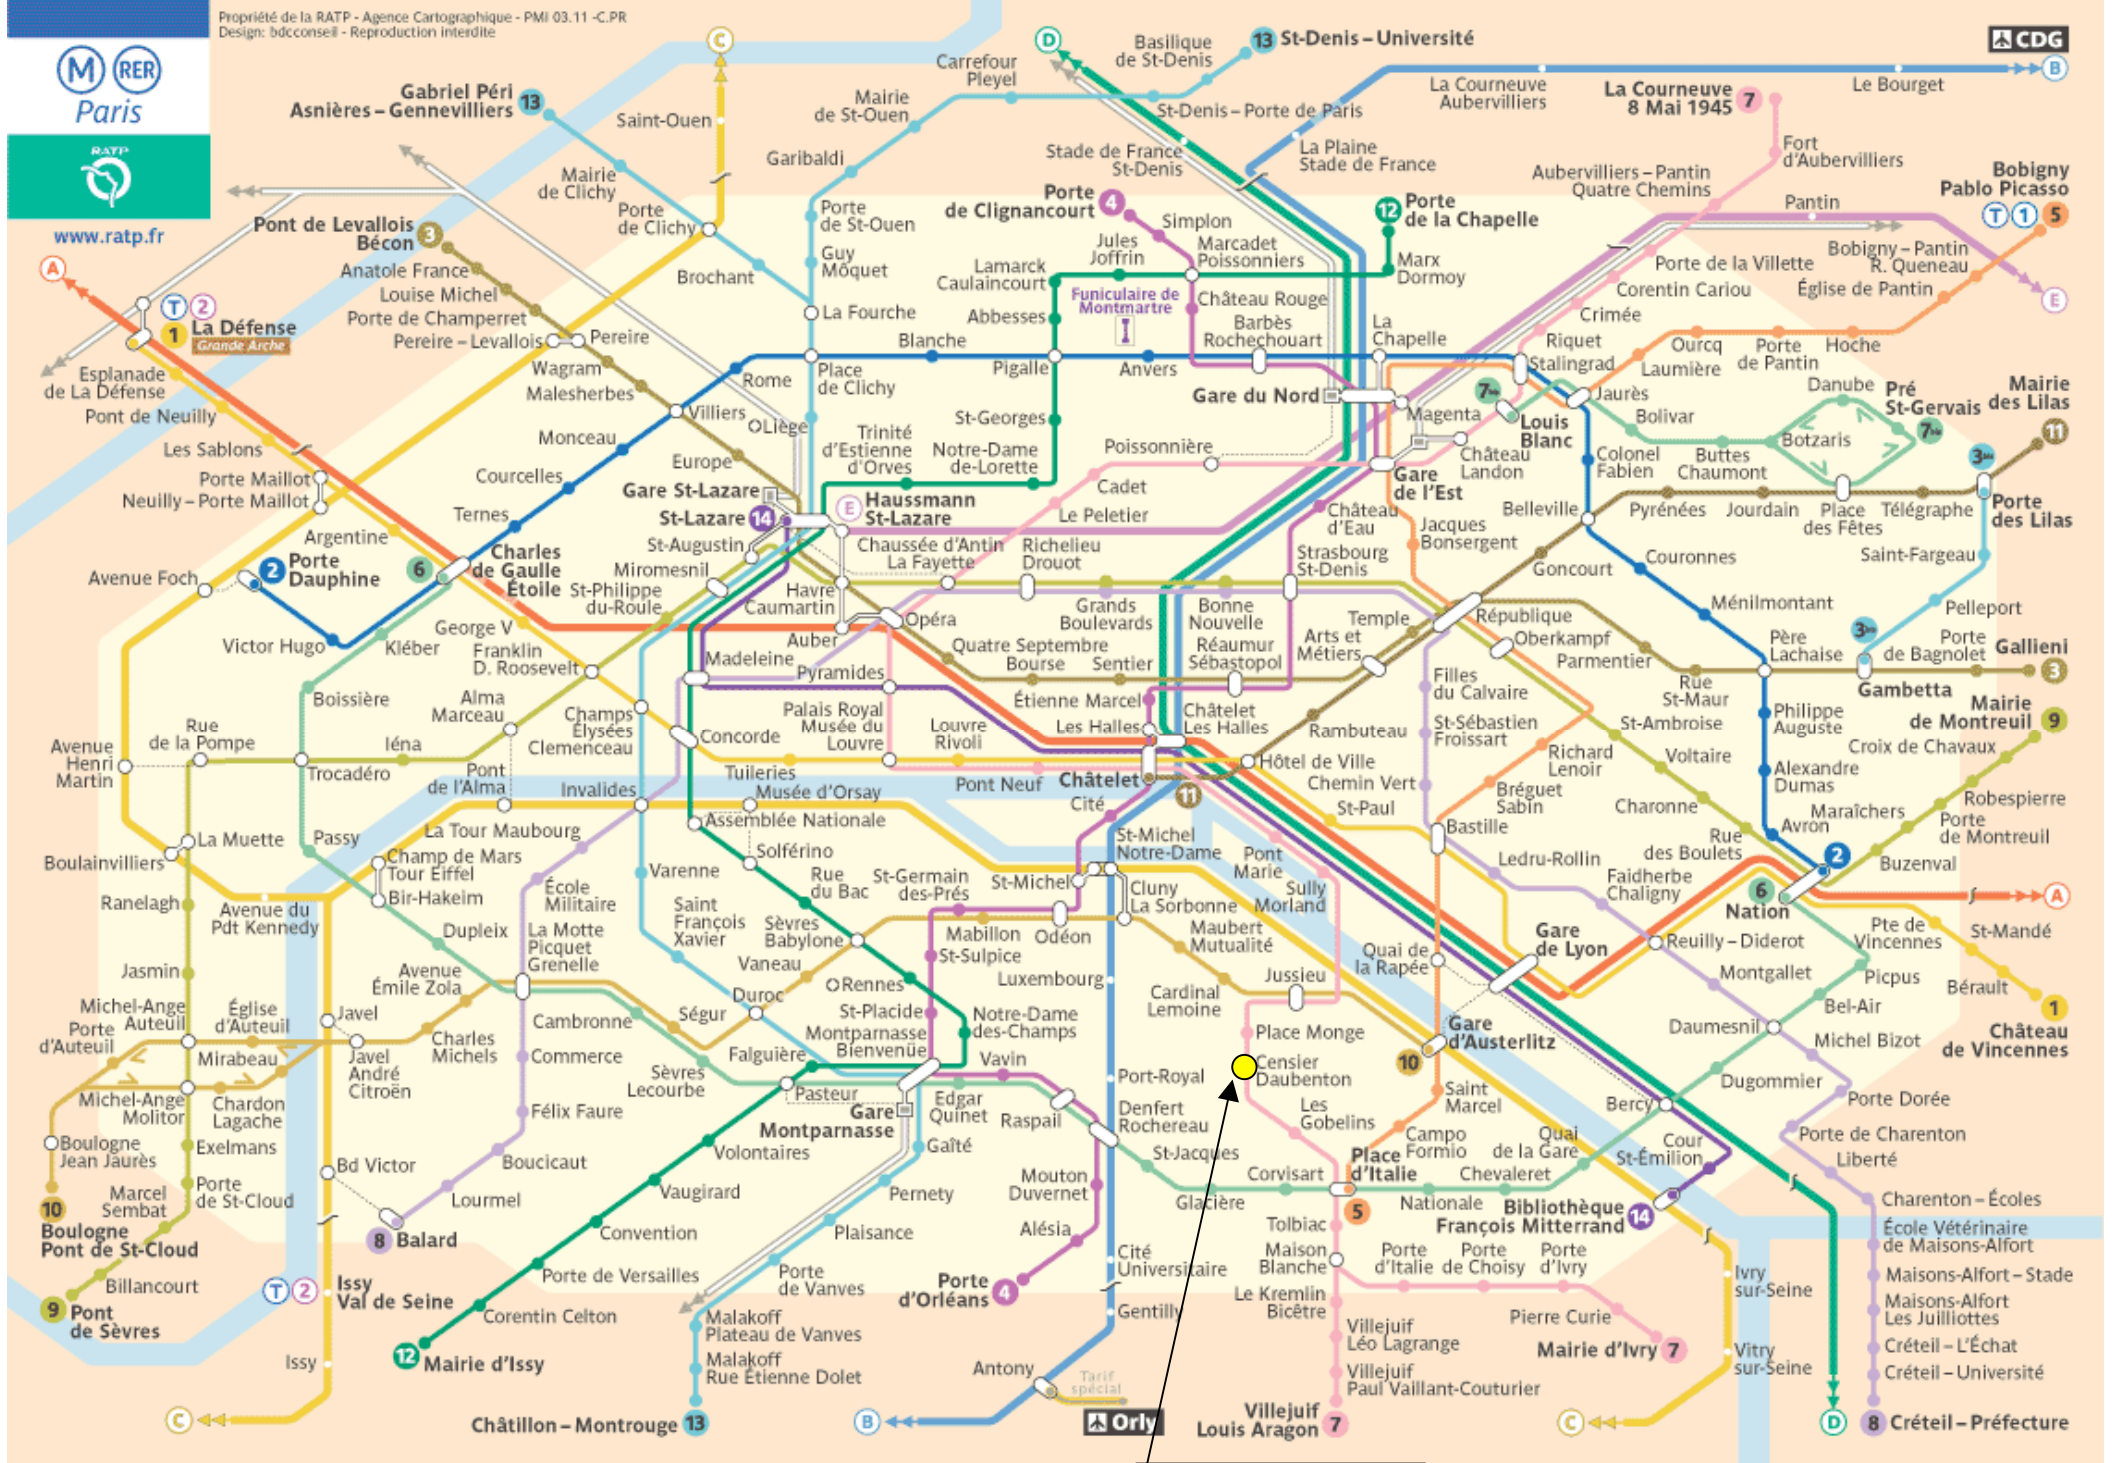 Propriété de la RATP - Agence Cartographique - PMI 03.11 -C.PR
Design: bdcconseil - Reproduction interdite
M RER
Paris
RATP
www.ratp.fr
C
D
Basilique
de St-Denis
13 St-Denis – Université
CDG
B
Carrefour
Pleyel
Gabriel Péri
Asnières – Gennevilliers
13
Saint-Ouen
Mairie
de St-Ouen
St-Denis – Porte de Paris
La Courneuve
Aubervilliers
La Courneuve
8 Mai 1945
7
Le Bourget
Garibaldi
Stade de France
St-Denis
La Plaine
Stade de France
Fort
d'Aubervilliers
Mairie
de Clichy
Aubervilliers – Pantin
Quatre Chemins
Bobigny
Pablo Picasso
T 1 5
Pantin
Pont de Levallois
Bécon
3
Porte
de Clichy
Porte
de St-Ouen
Porte
de Clignancourt
4
Simplon
12
Porte
de la Chapelle
Anatole France
Louise Michel
Porte de Champerret
Pereire – Levallois
Pereire
Brochant
Guy
Môquet
Lamarck
Caulaincourt
Jules
Joffrin
Marcadet
Poissonniers
Marx
Dormoy
Porte de la Villette
Corentin Cariou
Crimée
Riquet
Bobigny – Pantin
R. Queneau
Église de Pantin
E
A
T 2
1
La Défense
Grande Arche
La Fourche
Abbesses
Funiculaire de
Montmartre
Château Rouge
Barbès
Rochechouart
La
Chapelle
Stalingrad
Ourcq
Porte
de Pantin
Hoche
Laumière
Esplanade
de La Défense
Pont de Neuilly
Les Sablons
Porte Maillot
Neuilly – Porte Maillot
Argentine
Wagram
Malesherbes
Rome
Villiers
Monceau
Courcelles
Ternes
Place
de Clichy
Blanche
Pigalle
Anvers
Gare du Nord
Magenta
7bis
Louis
Blanc
Jaurès
Bolivar
Danube
Pré
St-Gervais
7bis
Botzaris
Buttes
Chaumont
Mairie
des Lilas
11
3bis
Liège
Europe
Gare St-Lazare
St-Lazare
14
St-Georges
Trinité
d'Estienne
d'Orves
Notre-Dame
de-Lorette
Poissonnière
Cadet
Le Peletier
Château
Landon
Gare
de l'Est
Colonel
Fabien
Belleville
Pyrénées
Jourdain
Place
des Fêtes
Télégraphe
Porte
des Lilas
Saint-Fargeau
Pelleport
3bis
E
Haussmann
St-Lazare
St-Augustin
Miromesnil
St-Philippe
du-Roule
Chaussée d'Antin
La Fayette
Richelieu
Drouot
Château
d'Eau
Strasbourg
St-Denis
Jacques
Bonsergent
Goncourt
Couronnes
Ménilmontant
Avenue Foch
2
Porte
Dauphine
6
Charles
de Gaulle
Étoile
Victor Hugo
Kléber
George V
Franklin
D. Roosevelt
Havre
Caumartin
Auber
Opéra
Grands
Boulevards
Bonne
Nouvelle
Quatre Septembre
Bourse
Sentier
Réaumur
Sébastopol
Arts et
Métiers
Temple
République
Oberkampf
Parmentier
Père
Lachaise
Porte
de Bagnolet
Gallieni
3
Gambetta
Rue
St-Maur
Boissière
Alma
Marceau
Champs
Élysées
Clemenceau
Madeleine
Pyramides
Étienne Marcel
Les Halles
Châtelet
Les Halles
Filles
du Calvaire
St-Sébastien
Froissart
St-Ambroise
Voltaire
Philippe
Auguste
Mairie
de Montreuil
9
Croix de Chavaux
Rue
de la Pompe
Avenue
Henri
Martin
Iéna
Trocadéro
Pont
de l'Alma
Concorde
Palais Royal
Musée du
Louvre
Louvre
Rivoli
Rambuteau
Hôtel de Ville
Chemin Vert
Richard
Lenoir
Bréguet
Sabin
Charonne
Alexandre
Dumas
Maraîchers
Robespierre
Porte
de Montreuil
Tuileries
Invalides
Musée d'Orsay
Pont Neuf
Châtelet
11
Cité
St-Paul
Bastille
Avron
Rue
des Boulets
2
Buzenval
La Muette
Boulainvilliers
Passy
La Tour Maubourg
Assemblée Nationale
Solférino
St-Michel
Notre-Dame
Pont
Marie
Ledru-Rollin
Faidherbe
Chaligny
6
Nation
A
Champ de Mars
Tour Eiffel
Bir-Hakeim
École
Militaire
Varenne
Rue
du Bac
St-Germain
des-Prés
St-Michel
Cluny
La Sorbonne
Sully
Morland
Ranelagh
Avenue du
Pdt Kennedy
Dupleix
La Motte
Picquet
Grenelle
Saint
François
Xavier
Sèvres
Babylone
Mabillon
Odéon
Maubert
Mutualité
Quai de
la Rapée
Gare
de Lyon
Reuilly – Diderot
Pte de
Vincennes
St-Mandé
Jasmin
Avenue
Émile Zola
Vaneau
Rennes
St-Sulpice
Luxembourg
Jussieu
Cardinal
Lemoine
Montgallet
Picpus
Bérault
Michel-Ange
Auteuil
Porte
d'Auteuil
Église
d'Auteuil
Javel
Duroc
Ségur
St-Placide
Notre-Dame
des-Champs
Place Monge
Gare
d'Austerlitz
10
Daumesnil
Bel-Air
Michel Bizot
1
Château
de Vincennes
Mirabeau
Javel
André
Citroën
Charles
Michels
Cambronne
Commerce
Montparnasse
Bienvenüe
Falguière
Vavin
Censier
Daubenton
Dugommier
Michel-Ange
Molitor
Chardon
Lagache
Sèvres
Lecourbe
Pasteur
Gare
Montparnasse
Edgar
Quinet
Raspail
Port-Royal
Denfert
Rochereau
Les
Gobelins
Saint
Marcel
Bercy
Porte Dorée
Boulogne
Jean Jaurès
Exelmans
Bd Victor
Félix Faure
Boucicaut
Volontaires
Gaîté
St-Jacques
Campo
Formio
Quai
de la Gare
Cour
St-Émilion
Porte de Charenton
Liberté
10
Boulogne
Pont de St-Cloud
Marcel
Sembat
Porte
de St-Cloud
Lourmel
Vaugirard
Pernety
Mouton
Duvernet
Glacière
Corvisart
Place
d'Italie
5
Chevaleret
Nationale
Bibliothèque
François Mitterrand
14
Charenton – Écoles
8 Balard
Convention
Plaisance
Alésia
Tolbiac
École Vétérinaire
de Maisons-Alfort
Billancourt
9
Pont
de Sèvres
T 2
Issy
Val de Seine
Porte de Versailles
Porte
de Vanves
Porte
d'Orléans
4
Cité
Universitaire
Maison
Blanche
Porte
d'Italie
Porte
de Choisy
Porte
d'Ivry
Ivry
sur-Seine
Maisons-Alfort – Stade
Corentin Celton
Malakoff
Plateau de Vanves
Gentilly
Le Kremlin
Bicêtre
Pierre Curie
Maisons-Alfort
Les Juilliottes
Issy
12 Mairie d'Issy
Malakoff
Rue Étienne Dolet
Antony
Tarif
spécial
Villejuif
Léo Lagrange
Mairie d'Ivry 7
Vitry
sur-Seine
Créteil – L'Échat
Villejuif
Paul Vaillant-Couturier
Créteil – Université
C
Châtillon – Montrouge 13
B
Orly
Villejuif
Louis Aragon
7
C
D
8 Créteil – Préfecture